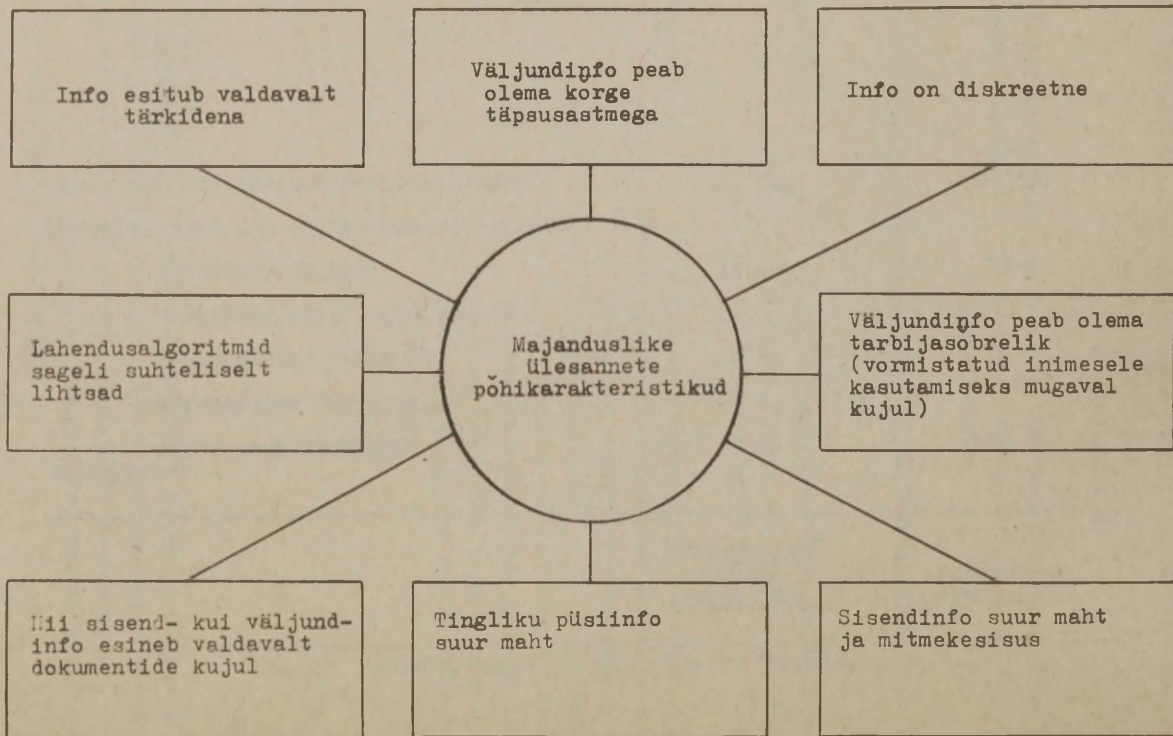 Info esitub valdavalt
tärkidena
Väljundinfo peab
olema korge
täpsusastmega
Info on diskreetne
Lahendusalgoritmid
sageli suhteliselt
lihtsad
Majanduslike
ülesannete
põhikarakteristikud
Väljundinfo peab olema
tarbijasõbrelik
(vormistatud inimesele
kasutamiseks mugaval
kujul)
Nii sisend- kui väljund-
info esineb valdavalt
dokumentide kujul
Tingliku püsiinfo
suur maht
Sisendinfo suur maht
ja mitmekesisus